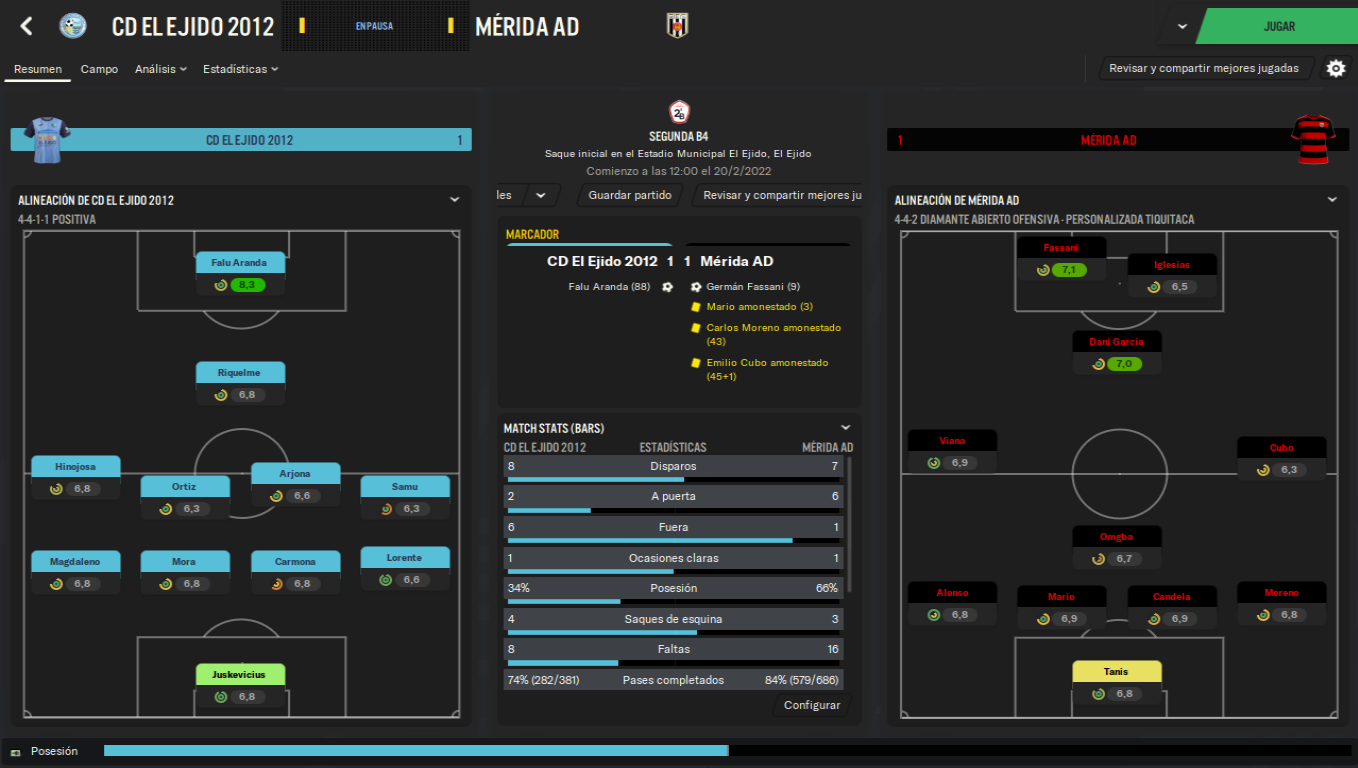 CD EL EJIDO 2012
EN PAUSA
MÉRIDA AD
JUGAR
Resumen
Campo
Análisis
Estadísticas
Revisar y compartir mejores jugadas
CD EL EJIDO 2012
1
2ªB
SEGUNDA B4
Saque inicial en el Estadio Municipal El Ejido, El Ejido
Comienzo a las 12:00 el 20/2/2022
1
MÉRIDA AD
les
Guardar partido
Revisar y compartir mejores ju
ALINEACIÓN DE CD EL EJIDO 2012
4-4-1-1 POSITIVA
Falu Aranda
8,3
Riquelme
6,8
Hinojosa
6,8
Ortiz
6,3
Arjona
6,6
Samu
6,3
Magdaleno
6,8
Mora
6,8
Carmona
6,8
Lorente
6,6
Juskevicius
6,8
MARCADOR
CD El Ejido 2012 1 1 Mérida AD
Falu Aranda (88)
Germán Fassani (9)
Mario amonestado (3)
Carlos Moreno amonestado
(43)
Emilio Cubo amonestado
(45+1)
MATCH STATS (BARS)
CD EL EJIDO 2012 ESTADÍSTICAS MÉRIDA AD
8 Disparos 7
2 A puerta 6
6 Fuera 1
1 Ocasiones claras 1
34% Posesión 66%
4 Saques de esquina 3
8 Faltas 16
74% (282/381) Pases completados 84% (579/686)
Configurar
ALINEACIÓN DE MÉRIDA AD
4-4-2 DIAMANTE ABIERTO OFENSIVA - PERSONALIZADA TIQUITACA
Fassani
7,1
Iglesias
6,5
Dani García
7,0
Viana
6,9
Cubo
6,3
Omgba
6,7
Alonso
6,8
Mario
6,9
Candela
6,9
Moreno
6,8
Tanis
6,8
Posesión